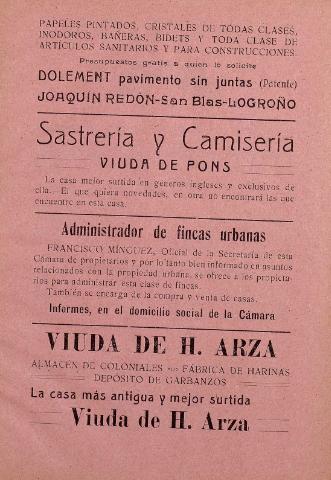 PAPELES PINTADOS, CRISTALES DE TODAS CLASES,
INODOROS, BAÑERAS, BIDETS Y TODA CLASE DE
ARTÍCULOS SANITARIOS Y PARA CONSTRUCCIONES.
Presupuestos gratis a quien lo solicite
DOLEMENT pavimento sin juntas (Patente)
JOAQUÍN REDÓN-San Blas-LOGROÑO
Sastrería y Camisería
VIUDA DE PONS
La casa mejor surtida en géneros ingleses y exclusivos de
ella.- El que quiera novedades, en otra no encontrará las que
encuentre en esta casa.
Administrador de fincas urbanas
FRANCISCO MÍNGUEZ, Oficial de la Secretaría de esta
Cámara de propietarios y por lo tanto bien informado en asuntos
relacionados con la propiedad urbana, se ofrece a los propieta-
rios para administrar esta clase de fincas.
También se encarga de la compra y venta de casas.
Informes, en el domicilio social de la Cámara
VIUDA DE H. ARZA
ALMACÉN DE COLONIALES - FÁBRICA DE HARINAS
DEPÓSITO DE GARBANZOS
La casa más antigua y mejor surtida
Viuda de H. Arza